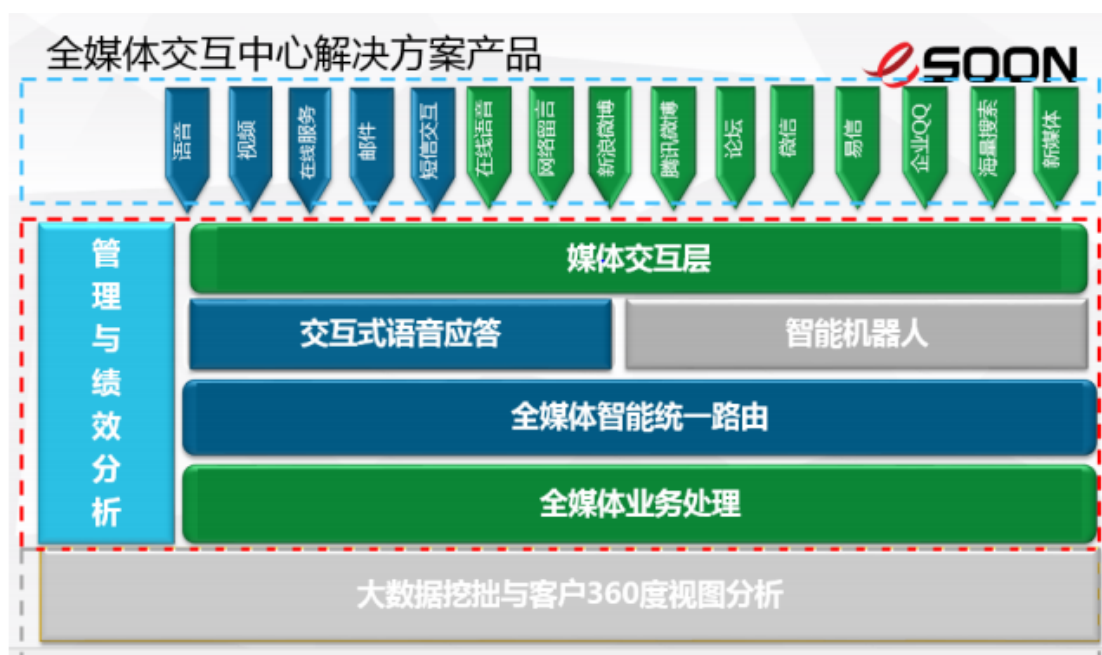 全媒体交互中心解决方案产品
eSOON
语音
视频
在线服务
邮件
短信交互
在线语音
网络留言
新浪微博
腾讯微博
论坛
微信
易信
企业QQ
海量搜索
新媒体
管理与绩效分析
媒体交互层
交互式语音应答
智能机器人
全媒体智能统一路由
全媒体业务处理
大数据挖拙与客户360度视图分析